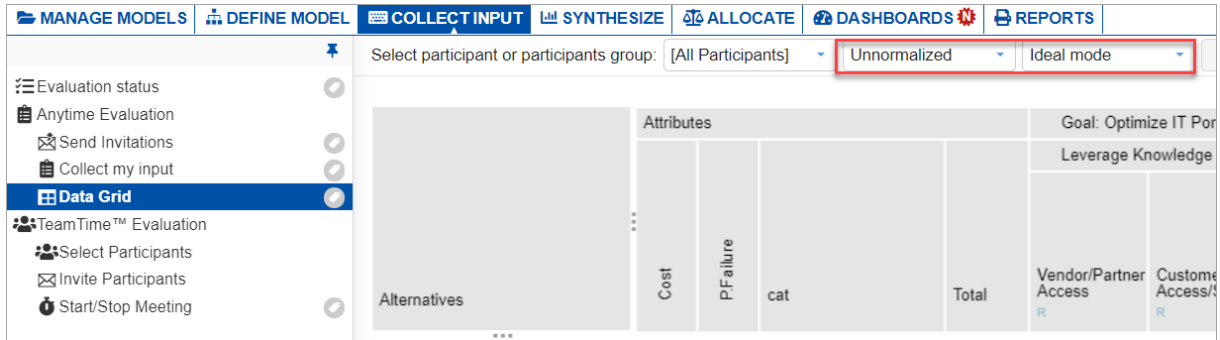 MANAGE MODELS DEFINE MODEL COLLECT INPUT SYNTHESIZE ALLOCATE DASHBOARDS N REPORTS
Select participant or participants group: [All Participants] Unnormalized Ideal mode
Evaluation status
Anytime Evaluation
Send Invitations
Collect my input
Data Grid
TeamTime™ Evaluation
Select Participants
Invite Participants
Start/Stop Meeting
Attributes Goal: Optimize IT Por
Leverage Knowledge
Alternatives Cost P.Failure cat Total
Vendor/Partner Custome
Access Access/S
R R